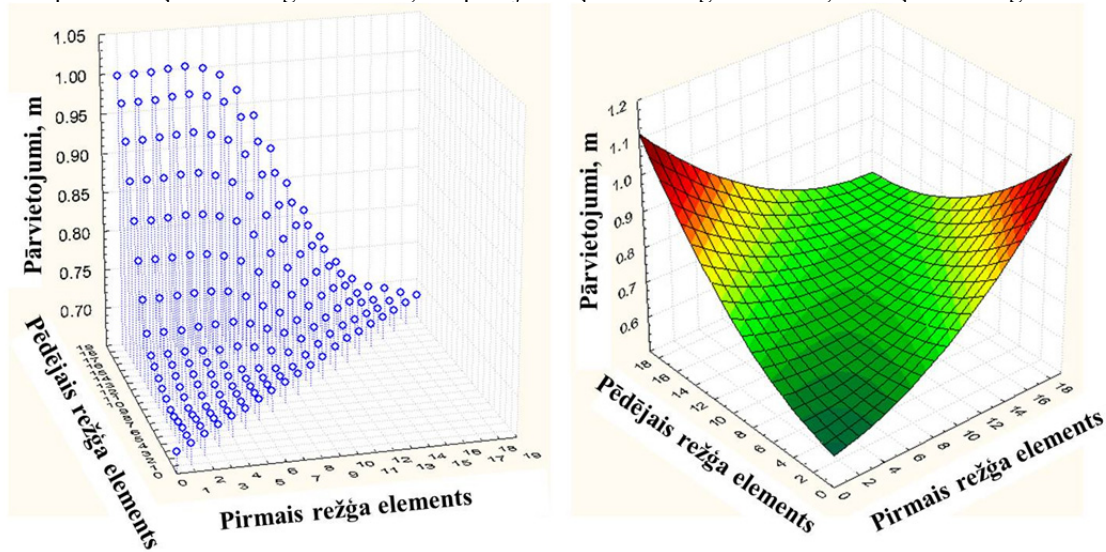 1.05
1.00
0.95
0.90
0.85
0.80
0.75
0.70
Pārvietojumi, m
Pēdējais režģa elements
0 1 2 3 4 5 6 7 8 9 10 11 12 13 14 15 16 17 18 19
Pirmais režģa elements
1.2
1.1
1.0
0.9
0.8
0.7
0.6
Pārvietojumi, m
18 16 14 12 10 8 6 4 2 0
Pēdējais režģa elements
0 2 4 6 8 10 12 14 16 18
Pirmais režģa elements